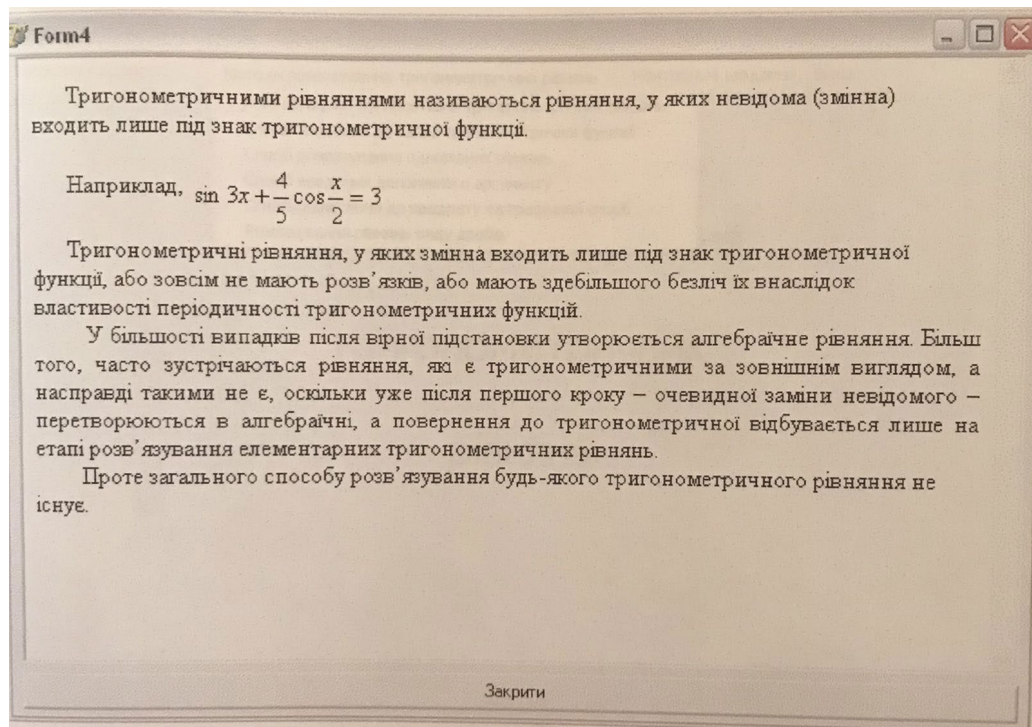 Form4
Тригонометричними рівняннями називаються рівняння, у яких невідома (змінна)
входить лише під знак тригонометричної функції.
Наприклад, sin 3x + 4/5 cos x/2 = 3
Тригонометричні рівняння, у яких змінна входить лише під знак тригонометричної
функції, або зовсім не мають розв’язків, або мають здебільшого безліч їх внаслідок
властивості періодичності тригонометричних функцій.
У більшості випадків після вірної підстановки утворюється алгебраїчне рівняння. Більш
того, часто зустрічаються рівняння, які є тригонометричними за зовнішнім виглядом, а
насправді такими не є, оскільки уже після першого кроку – очевидної заміни невідомого –
перетворюються в алгебраїчні, а повернення до тригонометричної відбувається лише на
етапі розв’язування елементарних тригонометричних рівнянь.
Проте загального способу розв’язування будь-якого тригонометричного рівняння не
існує.
Закрити